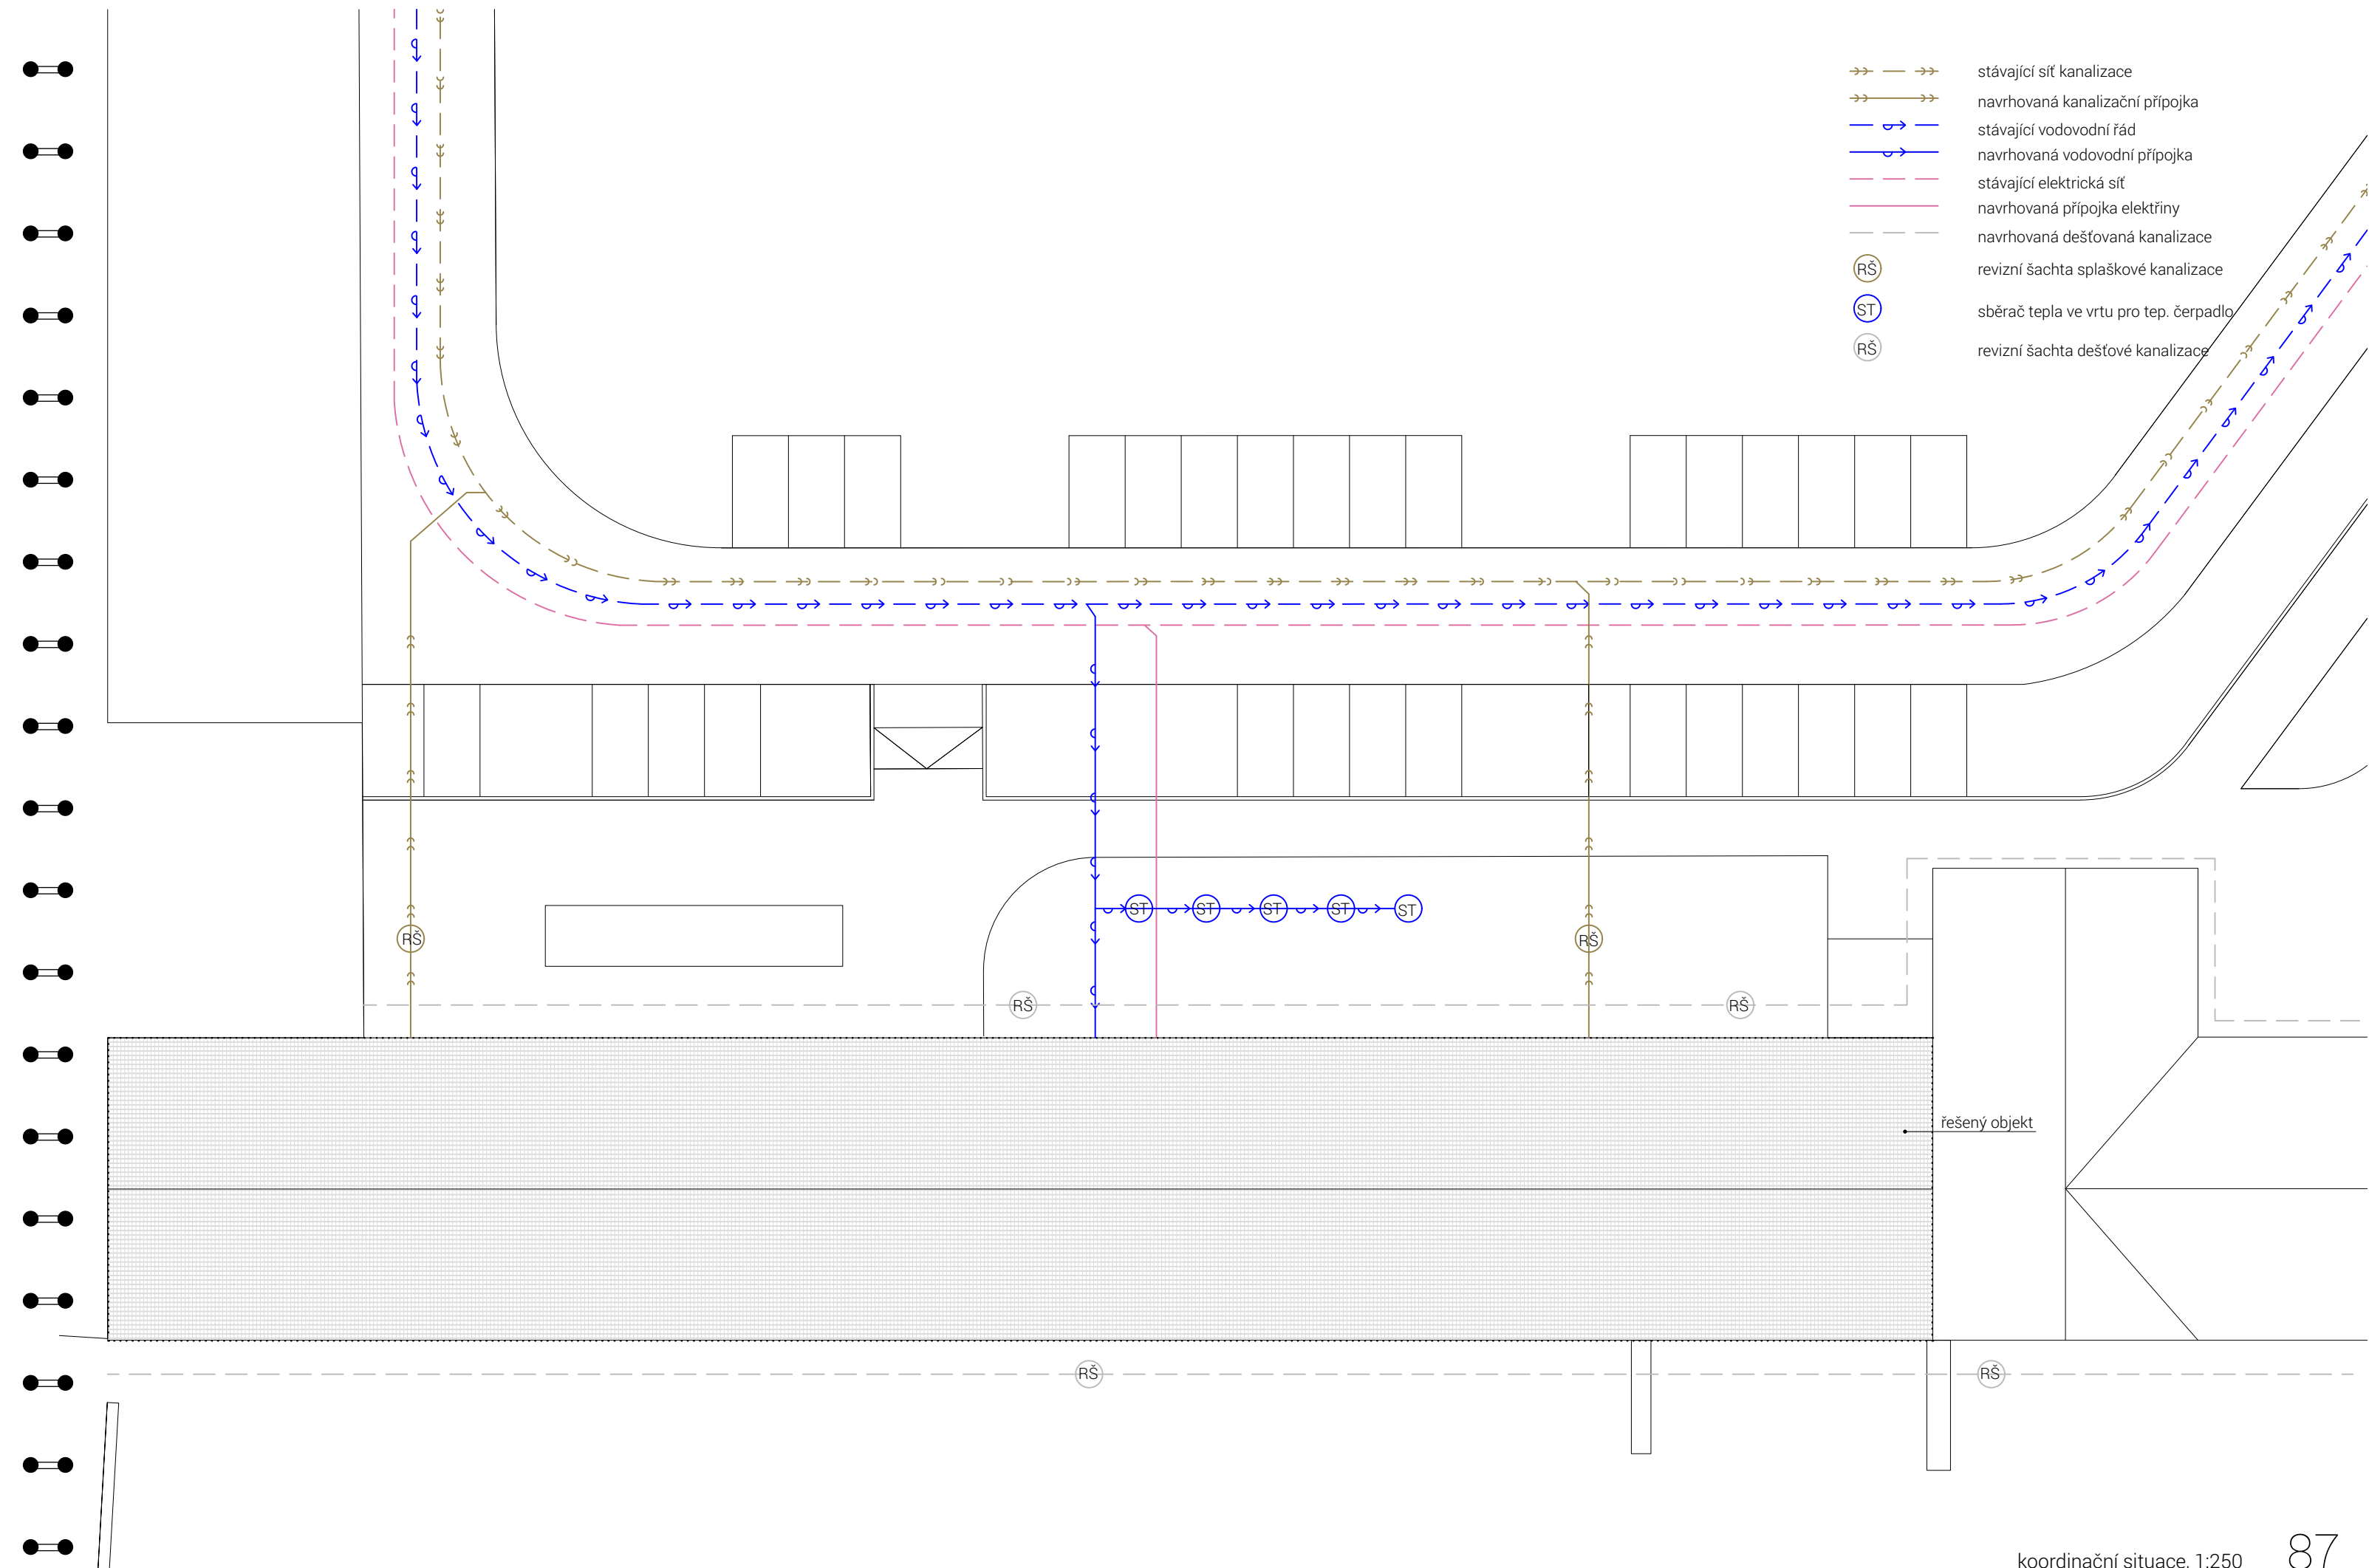 stávající síť kanalizace
navrhovaná kanalizační přípojka
stávající vodovodní řád
navrhovaná vodovodní přípojka
stávající elektrická síť
navrhovaná přípojka elektřiny
navrhovaná dešťovaná kanalizace
RŠ revizní šachta splaškové kanalizace
ST sběrač tepla ve vrtu pro tep. čerpadlo
RŠ revizní šachta dešťové kanalizace
ST ST ST ST ST
RŠ RŠ
RŠ RŠ
řešený objekt
RŠ RŠ
koordinační situace, 1:250 87